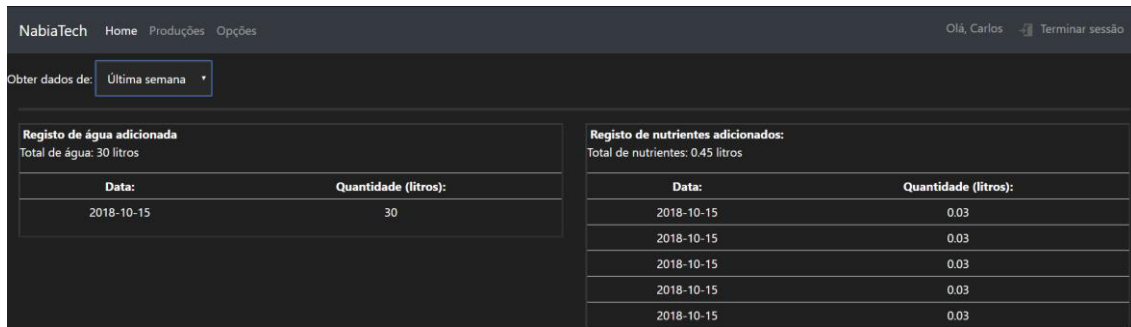 NabiaTech Home Produções Opções Olá, Carlos Terminar sessão
Obter dados de: Última semana
Registo de água adicionada
Total de água: 30 litros
Data: Quantidade (litros):
2018-10-15 30
Registo de nutrientes adicionados:
Total de nutrientes: 0.45 litros
Data: Quantidade (litros):
2018-10-15 0.03
2018-10-15 0.03
2018-10-15 0.03
2018-10-15 0.03
2018-10-15 0.03